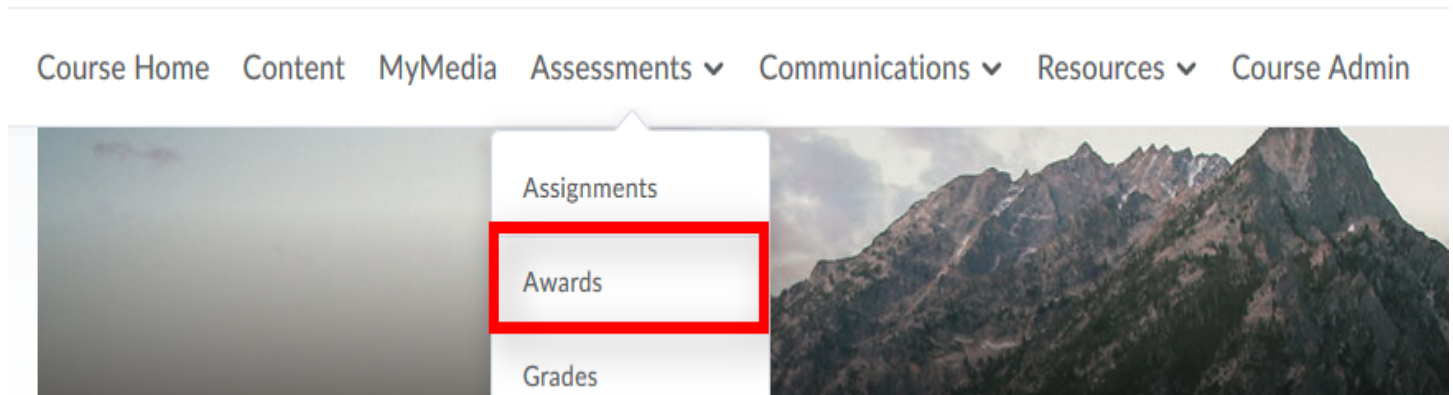 Course Home Content MyMedia Assessments Communications Resources Course Admin
Assignments
Awards
Grades